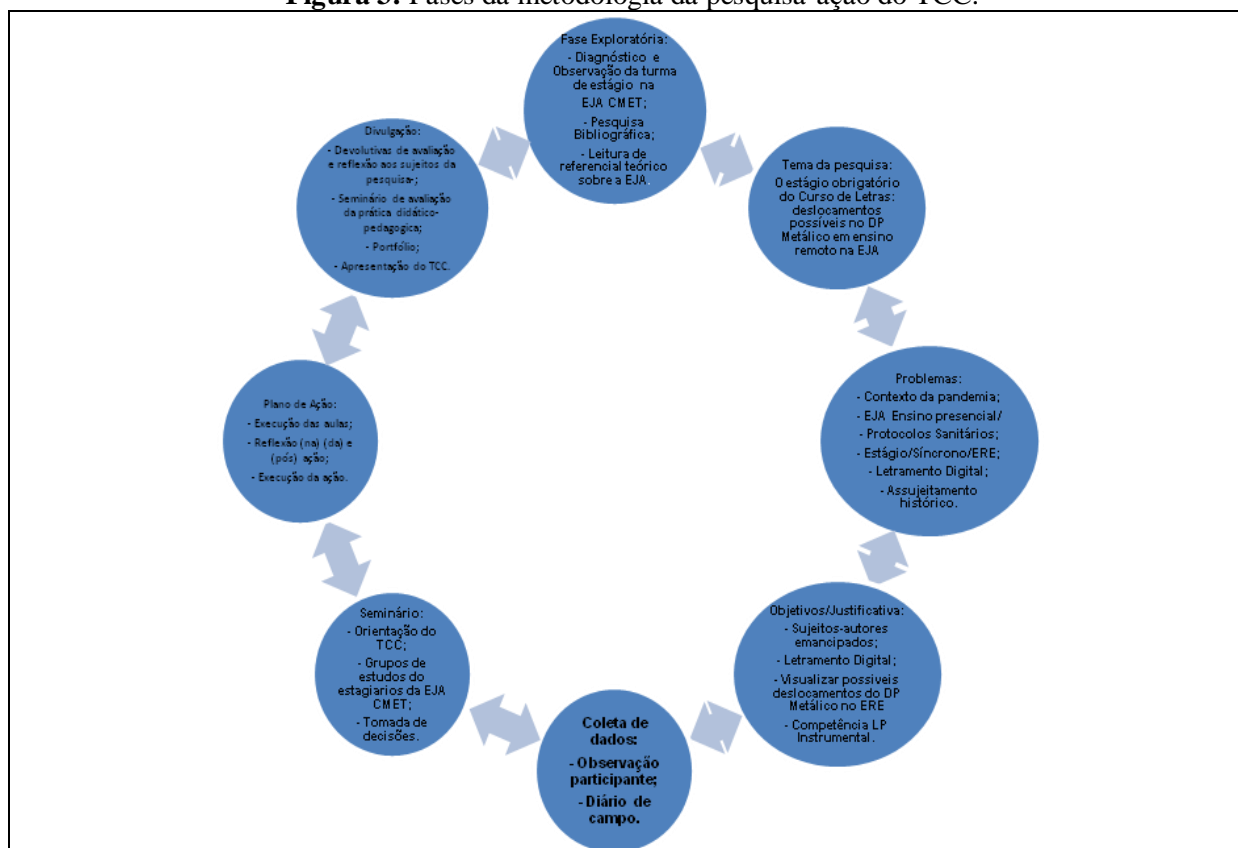 Figura 3: Fases da metodologia da pesquisa-ação do TCC.
Fase Exploratória:
- Diagnóstico e
Observação da turma
de estágio na
EJA CMET;
- Pesquisa
Bibliográfica;
- Leitura de
referencial teórico
sobre a EJA.
Tema da pesquisa:
O estágio obrigatório
do Curso de Letras:
deslocamentos
possíveis no DP
Metálico em ensino
remoto na EJA
Problemas:
- Contexto da pandemia;
- EJA Ensino presencial/
- Protocolos Sanitários;
- Estágio/Síncrono/ERE;
- Letramento Digital;
- Assujeitamento
histórico.
Objetivos/Justificativa:
- Sujeitos-autores
emancipados;
- Letramento Digital;
- Visualizar possiveis
deslocamentos do DP
Metálico no ERE
- Competência LP
Instrumental.
Coleta de
dados:
- Observação
participante;
- Diário de
campo.
Seminário:
- Orientação do
TCC;
- Grupos de
estudos do
estagiarios da EJA
CMET;
- Tomada de
decisões.
Plano de Ação:
- Execução das aulas;
- Reflexão (na) (da) e
(pós) ação;
- Execução da ação.
Divulgação:
- Devolutivas de avaliação
e reflexão aos sujeitos da
pesquisa-;
- Seminário de avaliação
da prática didático-
pedagogica;
- Portfólio;
- Apresentação do TCC.